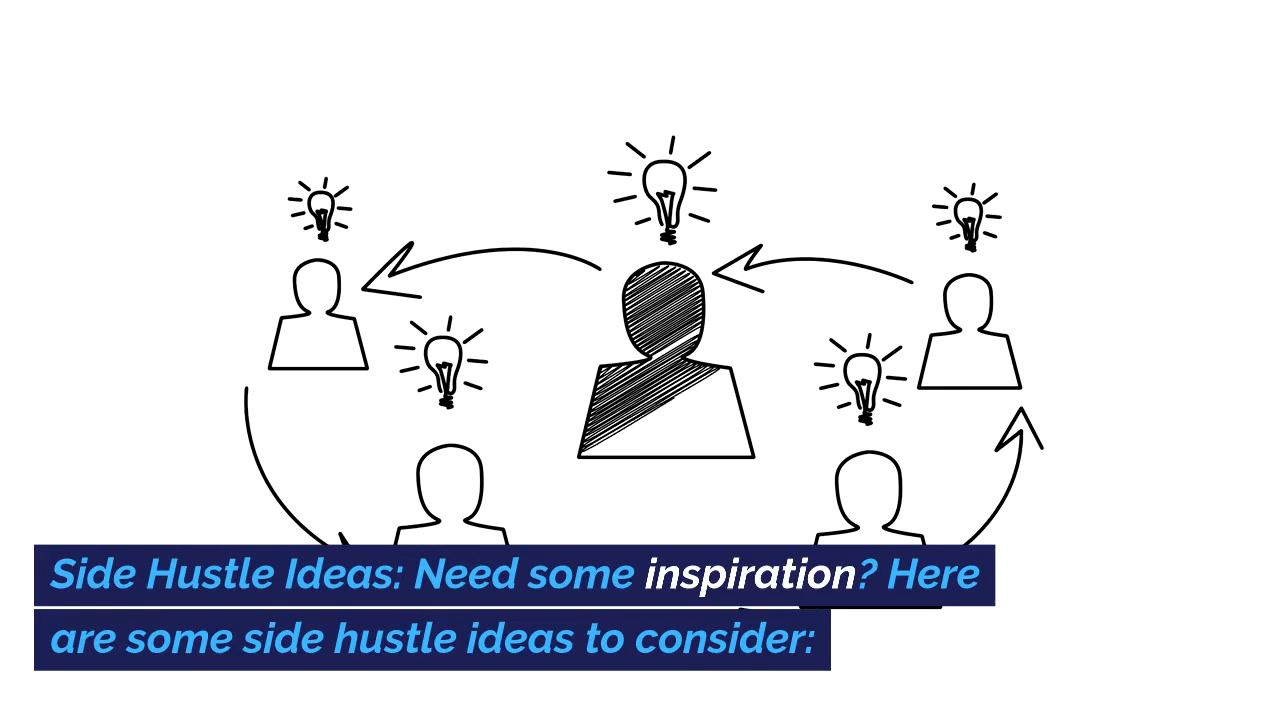 Side Hustle Ideas: Need some inspiration? Here
are some side hustle ideas to consider: